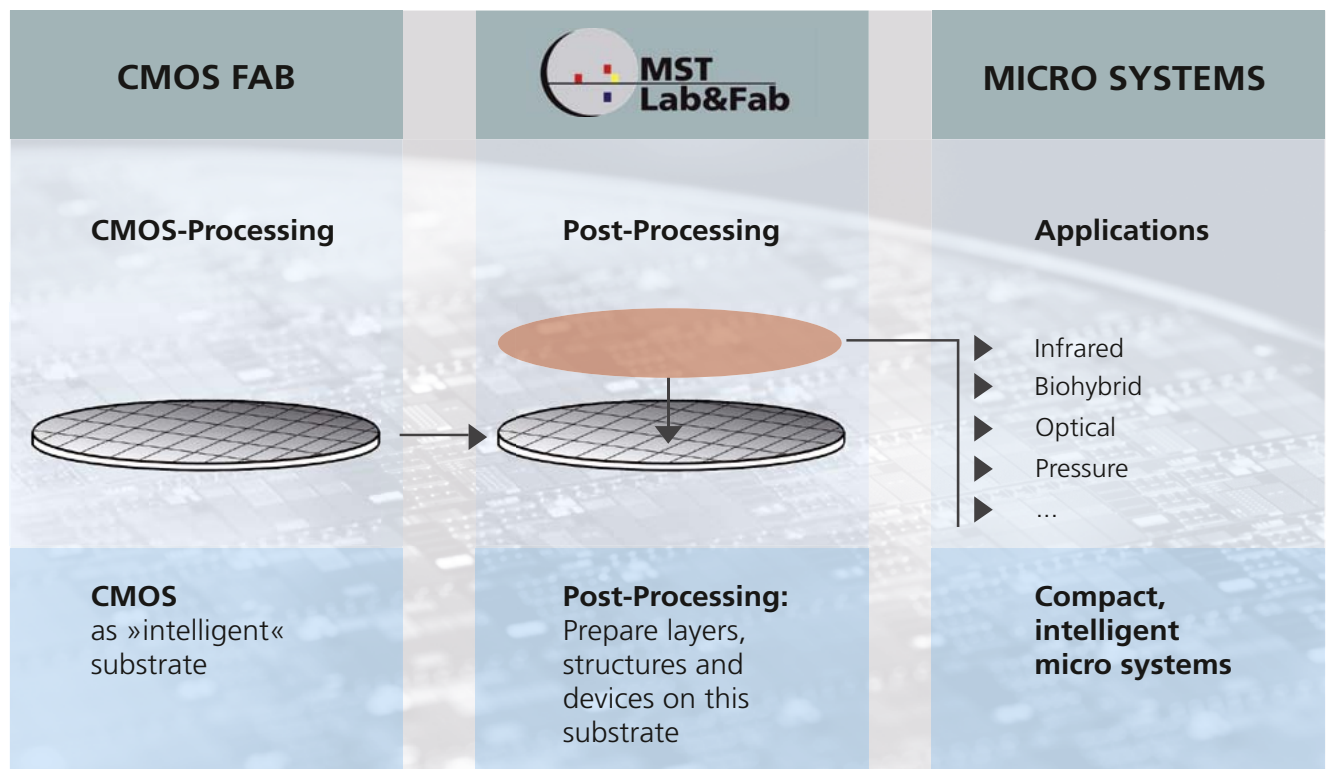 CMOS FAB
MST
Lab&Fab
MICRO SYSTEMS
CMOS-Processing
Post-Processing
Applications
Infrared
Biohybrid
Optical
Pressure
...
CMOS
as »intelligent«
substrate
Post-Processing:
Prepare layers,
structures and
devices on this
substrate
Compact,
intelligent
micro systems